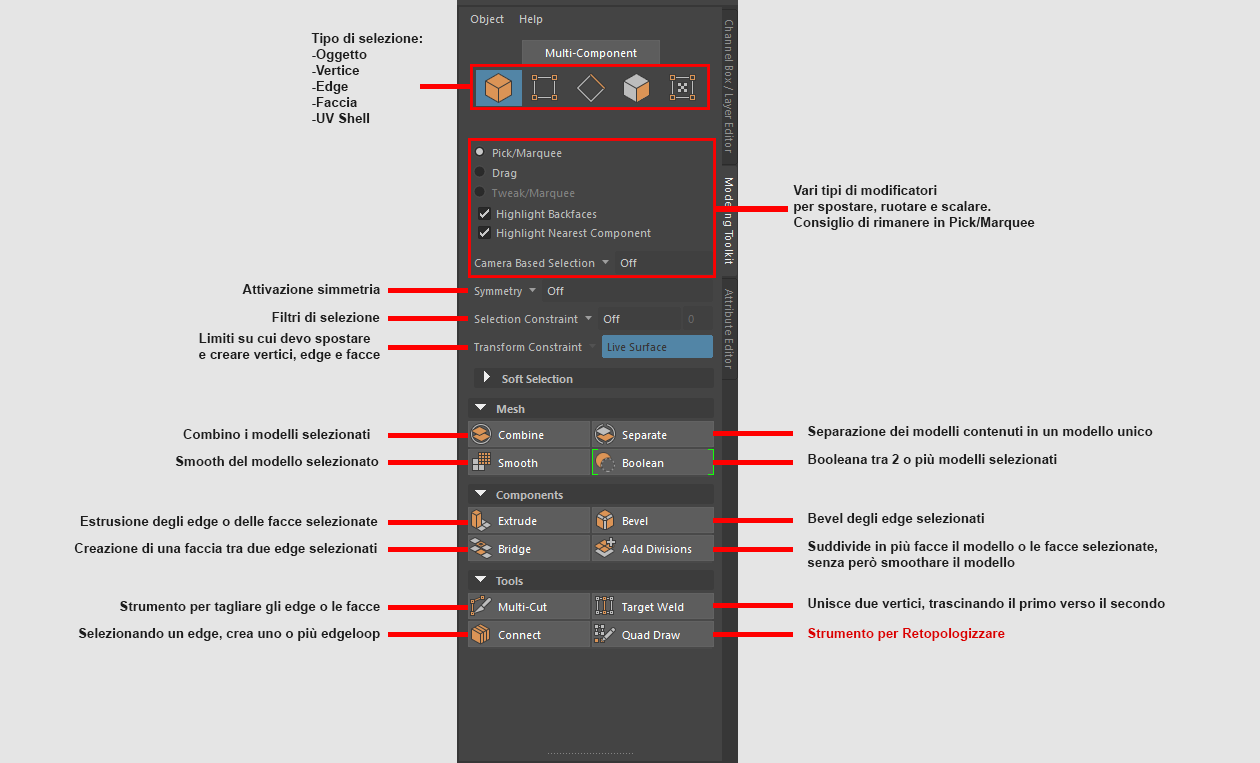 Object Help
Multi-Component
Tipo di selezione:
-Oggetto
-Vertice
-Edge
-Faccia
-UV Shell
Channel Box / Layer Editor
Modeling Toolkit
Attribute Editor
Pick/Marquee
Drag
Tweak/Marquee
Highlight Backfaces
Highlight Nearest Component
Camera Based Selection Off
Vari tipi di modificatori
per spostare, ruotare e scalare.
Consiglio di rimanere in Pick/Marquee
Attivazione simmetria
Symmetry Off
Filtri di selezione
Selection Constraint Off 0
Limiti su cui devo spostare
e creare vertici, edge e facce
Transform Constraint Live Surface
Soft Selection
Mesh
Combino i modelli selezionati
Combine Separate
Separazione dei modelli contenuti in un modello unico
Smooth del modello selezionato
Smooth Boolean
Booleana tra 2 o più modelli selezionati
Components
Estrusione degli edge o delle facce selezionate
Extrude Bevel
Bevel degli edge selezionati
Creazione di una faccia tra due edge selezionati
Bridge Add Divisions
Suddivide in più facce il modello o le facce selezionate,
senza però smoothare il modello
Tools
Strumento per tagliare gli edge o le facce
Multi-Cut Target Weld
Unisce due vertici, trascinando il primo verso il secondo
Selezionando un edge, crea uno o più edgeloop
Connect Quad Draw
Strumento per Retopologizzare